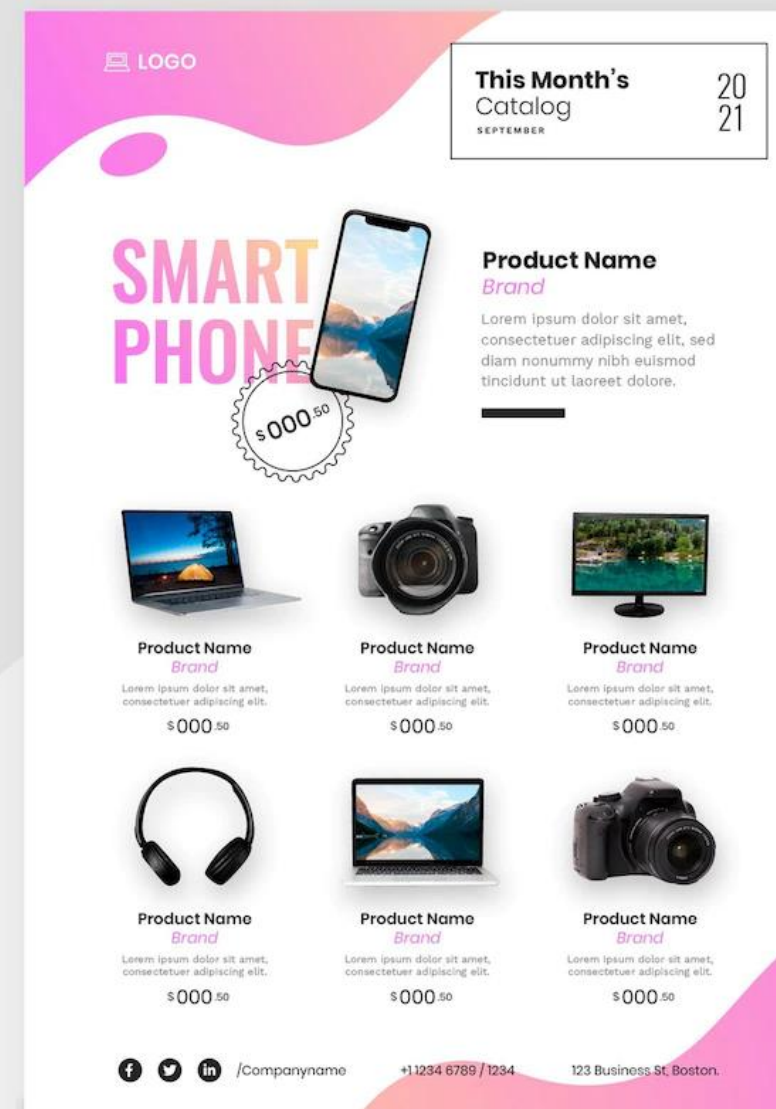 LOGO
This Month's
Catalog
SEPTEMBER
20
21
SMART
PHONE
$000.50
Product Name
Brand
Lorem ipsum dolor sit amet,
consectetuer adipiscing elit, sed
diam nonummy nibh euismod
tincidunt ut laoreet dolore.
Product Name
Brand
Lorem ipsum dolor sit amet,
consectetuer adipiscing elit.
$000.50
Product Name
Brand
Lorem ipsum dolor sit amet,
consectetuer adipiscing elit.
$000.50
Product Name
Brand
Lorem ipsum dolor sit amet,
consectetuer adipiscing elit.
$000.50
Product Name
Brand
Lorem ipsum dolor sit amet,
consectetuer adipiscing elit.
$000.50
Product Name
Brand
Lorem ipsum dolor sit amet,
consectetuer adipiscing elit.
$000.50
Product Name
Brand
Lorem ipsum dolor sit amet,
consectetuer adipiscing elit.
$000.50
/Companyname
+1 1234 6789 / 1234
123 Business St, Boston.